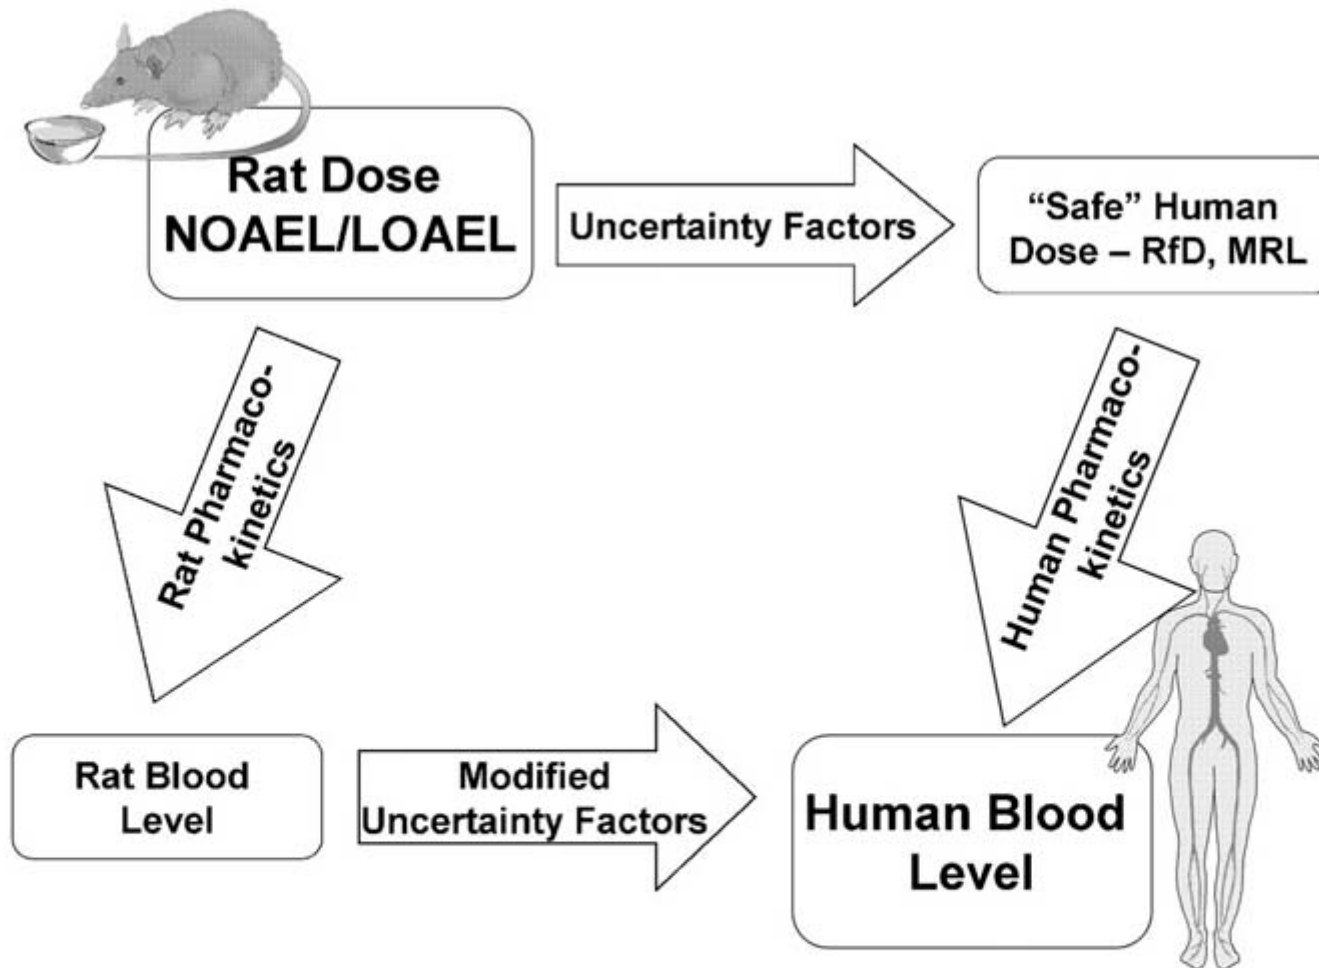 Rat Dose
NOAEL/LOAEL
Uncertainty Factors
“Safe” Human
Dose – RfD, MRL
Rat Pharmaco-
kinetics
Human Pharmaco-
kinetics
Rat Blood
Level
Modified
Uncertainty Factors
Human Blood
Level